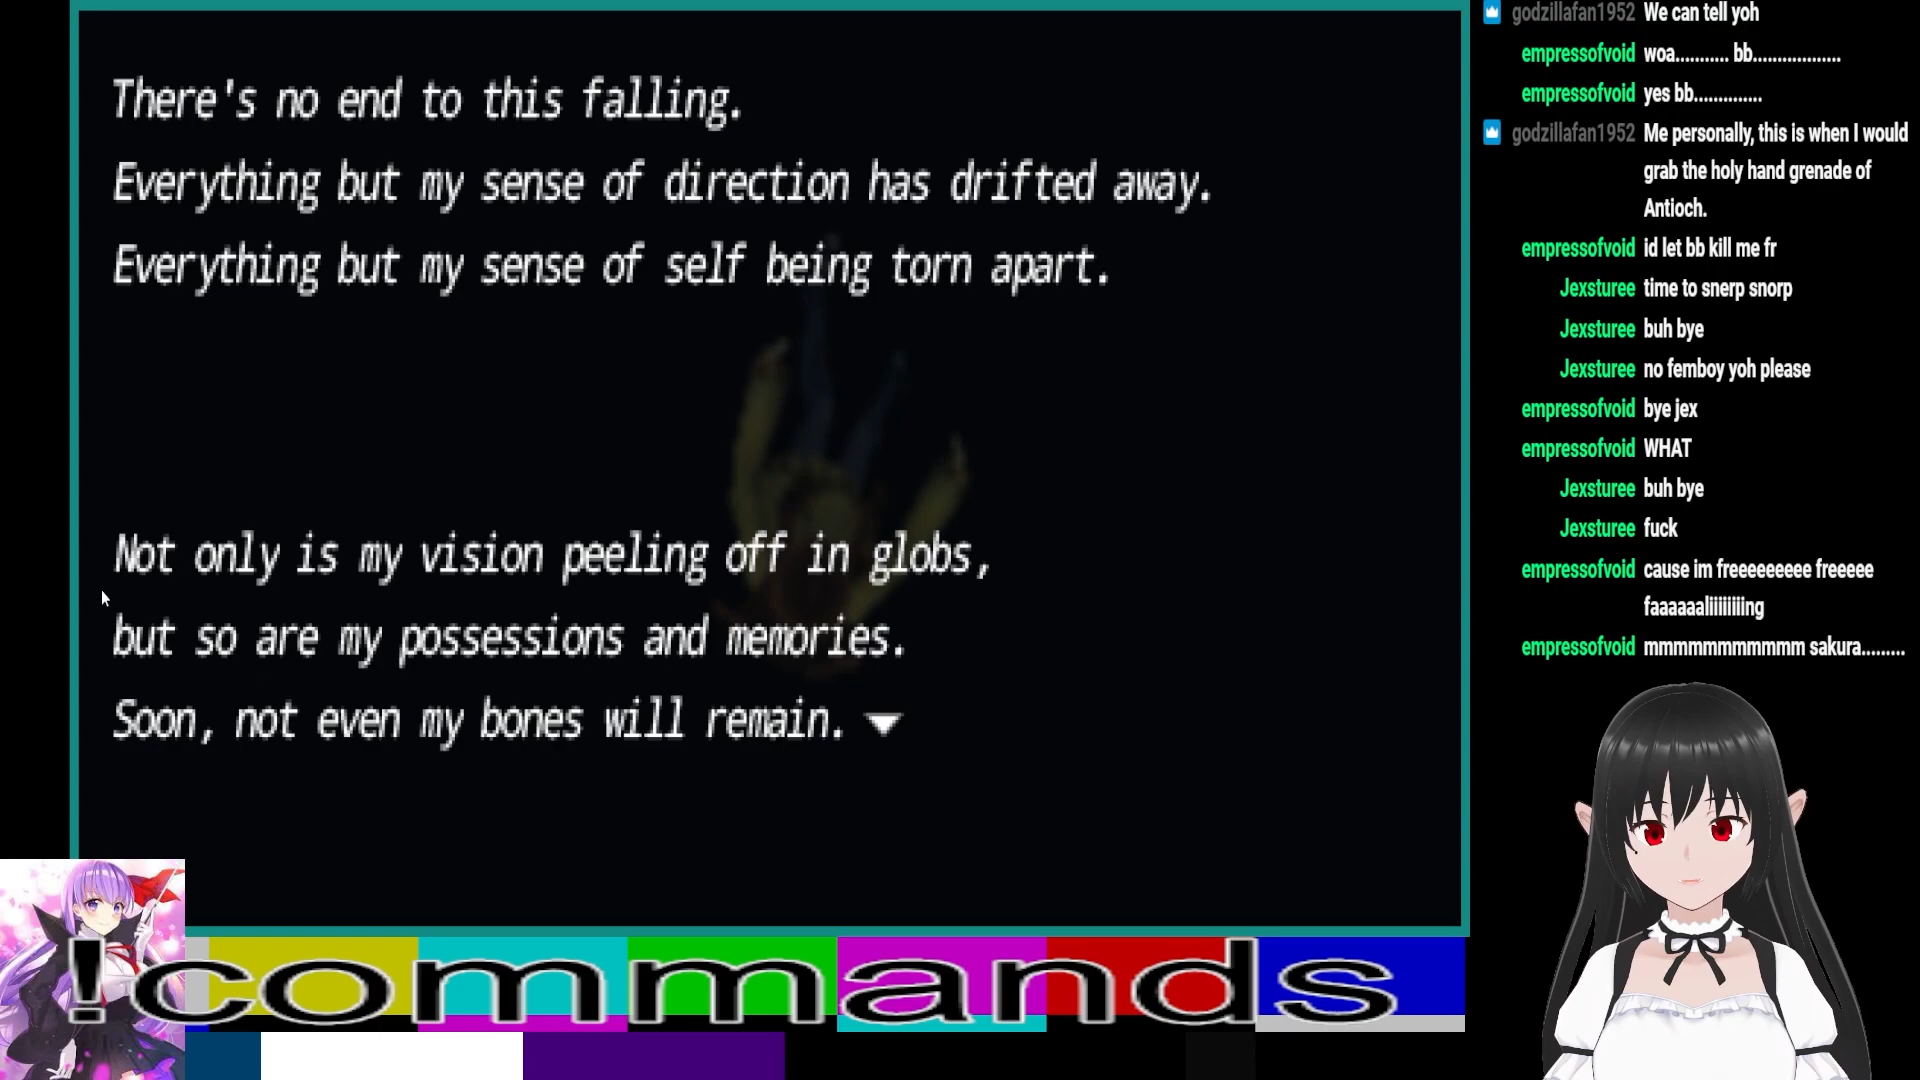 There's no end to this falling.
Everything but my sense of direction has drifted away.
Everything but my sense of self being torn apart.
Not only is my vision peeling off in globs,
but so are my possessions and memories.
Soon, not even my bones will remain.
godzillafan1952 We can tell yoh
empressofvoid woa........... bb..................
empressofvoid yes bb.............
godzillafan1952 Me personally, this is when I would
grab the holy hand grenade of
Antioch.
empressofvoid id let bb kill me fr
Jexsturee time to snerp snorp
Jexsturee buh bye
Jexsturee no femboy yoh please
empressofvoid bye jex
empressofvoid WHAT
Jexsturee buh bye
Jexsturee fuck
empressofvoid cause im freeeeeeeee freeeee
faaaaaaliiiiiiiing
empressofvoid mmmmmmmmmmm sakura.........
!commands